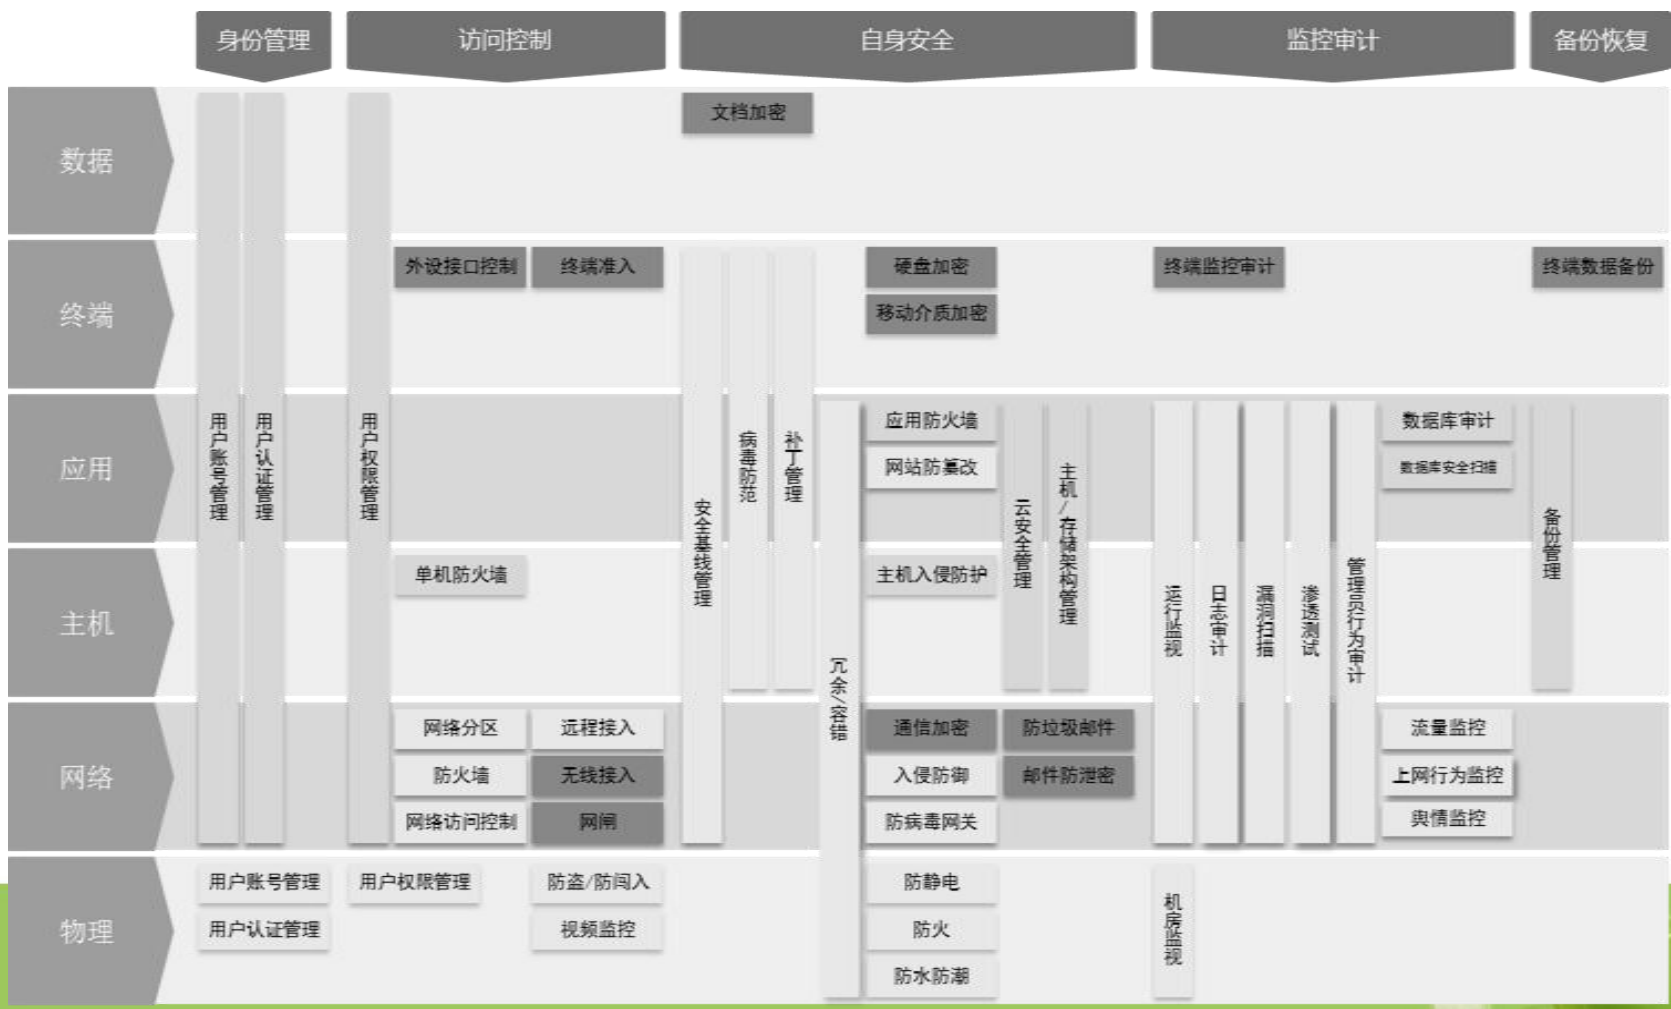 身份管理
访问控制
自身安全
监控审计
备份恢复
数据
文档加密
终端
外设接口控制
终端准入
硬盘加密
移动介质加密
终端监控审计
终端数据备份
应用
用户账号管理
用户认证管理
用户权限管理
安全基线管理
病毒防范
补丁管理
冗余/容错
应用防火墙
网站防篡改
云安全管理
主机/存储架构管理
运行监视
日志审计
漏洞扫描
渗透测试
管理员行为审计
数据库审计
数据库安全扫描
备份管理
主机
单机防火墙
主机入侵防护
网络
网络分区
远程接入
防火墙
无线接入
网络访问控制
网闸
通信加密
防垃圾邮件
入侵防御
邮件防泄密
防病毒网关
流量监控
上网行为监控
舆情监控
物理
用户账号管理
用户权限管理
防盗/防闯入
用户认证管理
视频监控
防静电
防火
防水防潮
机房监视